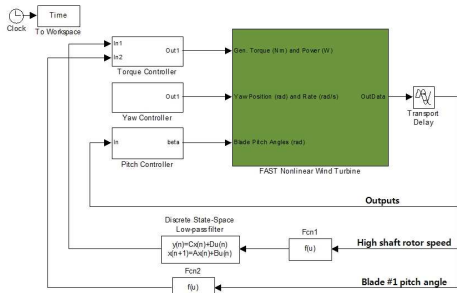 Time
Clock
To Workspace
In1
In2
Out1
Torque Controller
Out1
Yaw Controller
In
beta
Pitch Controller
Gen. Torque (Nm) and Power (W)
Yaw Position (rad) and Rate (rad/s)
OutData
Blade Pitch Angles (rad)
FAST Nonlinear Wind Turbine
Transport
Delay
Outputs
Discrete State-Space
Low-pass filter
y(n)=Cx(n)+Du(n)
x(n+1)=Ax(n)+Bu(n)
Fcn1
f(u)
High shaft rotor speed
Fcn2
f(u)
Blade #1 pitch angle